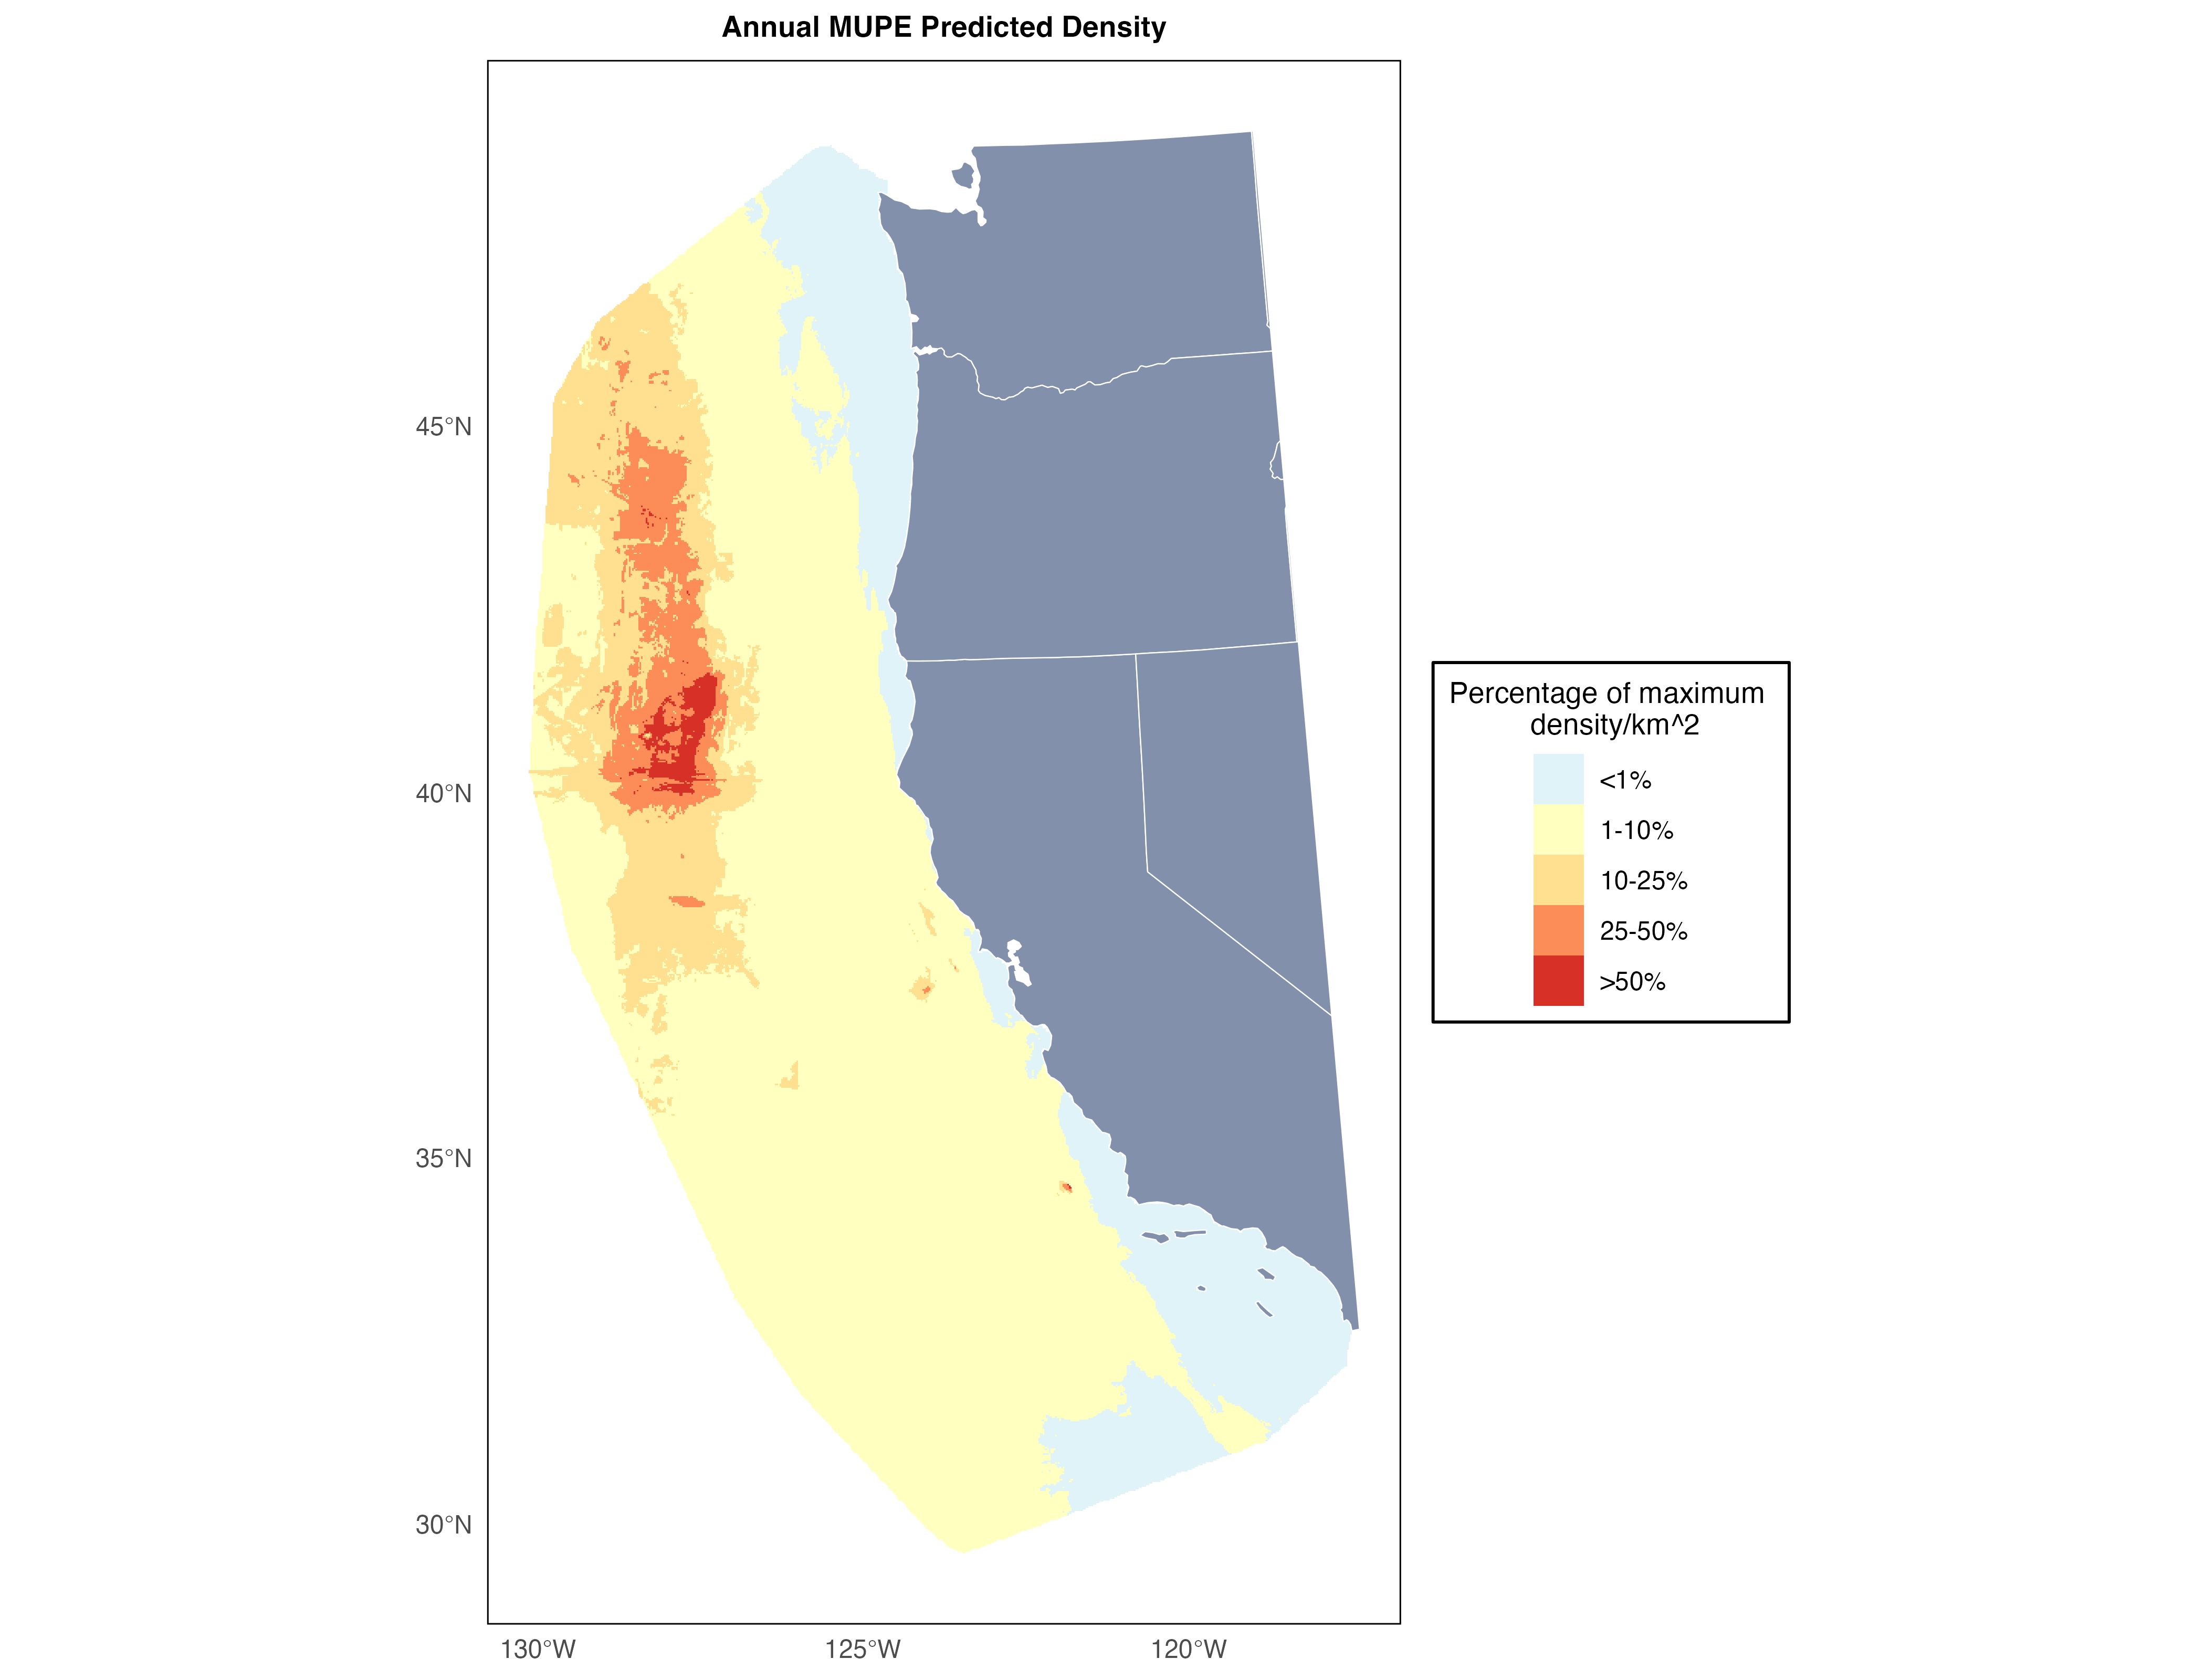 Annual MUPE Predicted Density
45°N
40°N
35°N
30°N
130°W
125°W
120°W
Percentage of maximum
density/km^2
<1%
1-10%
10-25%
25-50%
>50%